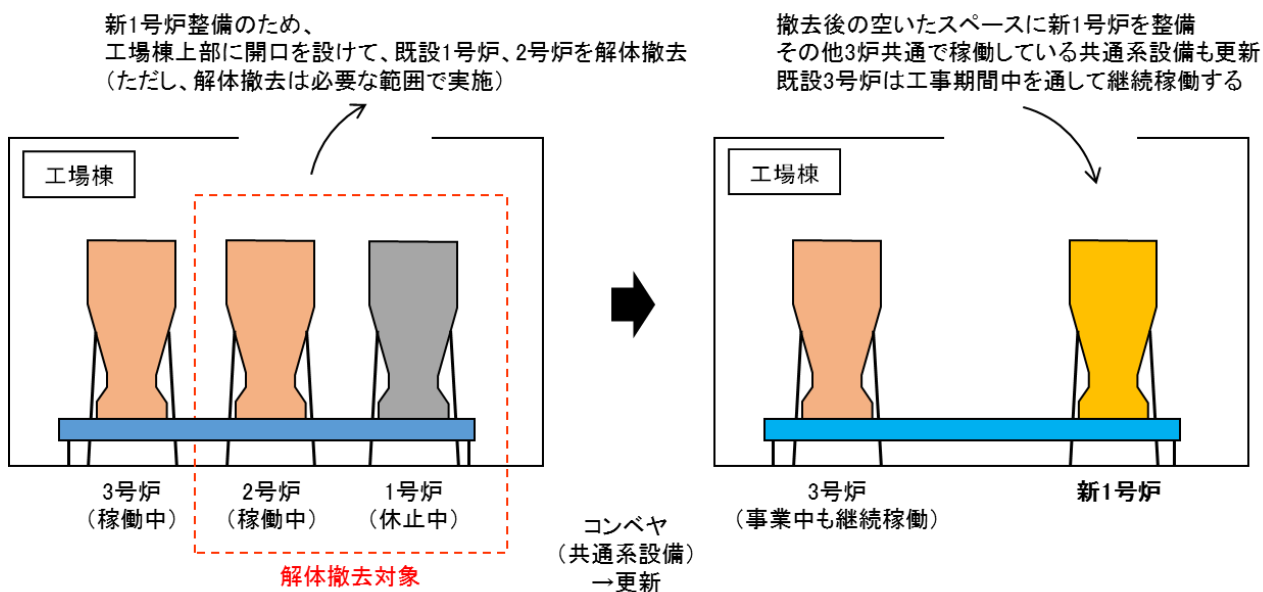 新1号炉整備のため、
工場棟上部に開口を設けて、既設1号炉、2号炉を解体撤去
（ただし、解体撤去は必要な範囲で実施）
撤去後の空いたスペースに新1号炉を整備
その他3炉共通で稼働している共通系設備も更新
既設3号炉は工事期間中を通して継続稼働する
工場棟
3号炉
（稼働中）
2号炉
（稼働中）
1号炉
（休止中）
解体撤去対象
コンベヤ
（共通系設備）
→更新
工場棟
3号炉
（事業中も継続稼働）
新1号炉